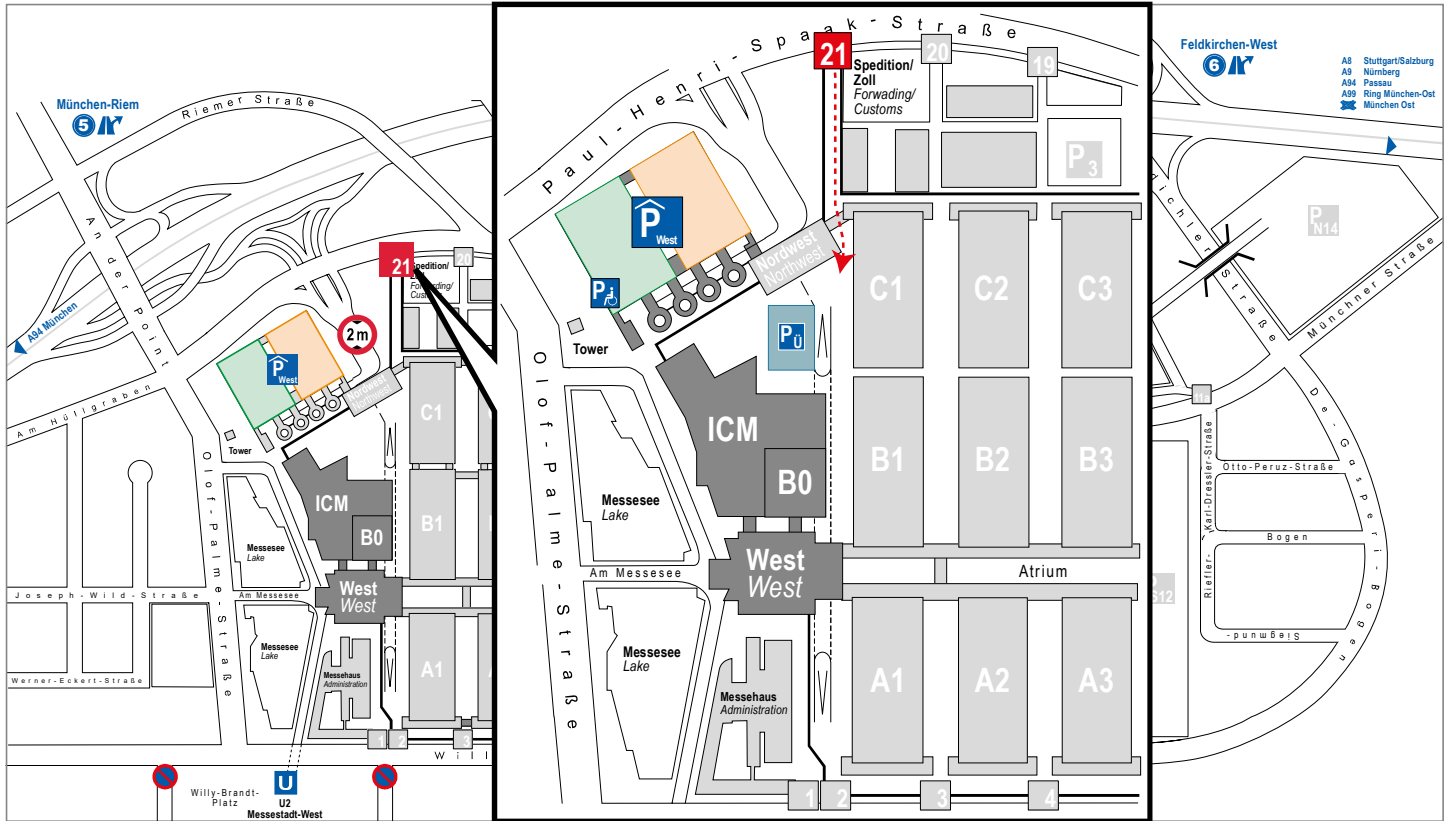 München-Riem
5
Riemer Straße
An der Point
A94 München
Am Hüllgraben
21
20
Spedition/
2 m
P
West
Nordwest
Northwest
Tower
C1
ICM
B0
B1
Messesee
Lake
Olof-Palme-Straße
Joseph-Wild-Straße
Am Messesee
West
West
Messesee
Lake
Werner-Eckert-Straße
Messehaus
Administration
A1
1
2
3
Will
Willy-Brandt-
Platz
U
U2
Messestadt-West
Paul-Henri-Spaak-Straße
21
20
19
Spedition/
Zoll
Forwading/
Customs
P3
P
West
P
Nordwest
Northwest
PÜ
Tower
C1
C2
C3
Olof-Palme-Straße
ICM
B0
B1
B2
B3
Messesee
Lake
Am Messesee
West
West
Atrium
Messesee
Lake
Messehaus
Administration
A1
A2
A3
1
2
3
4
Feldkirchen-West
6
A8 Stuttgart/Salzburg
A9 Nürnberg
A94 Passau
A99 Ring München-Ost
München Ost
PN14
Straße
Münchner Straße
De-Gasperi-Bogen
Karl-Dressler-Straße
Otto-Peruz-Straße
Riefler-
Bogen
Siegmund-
S12